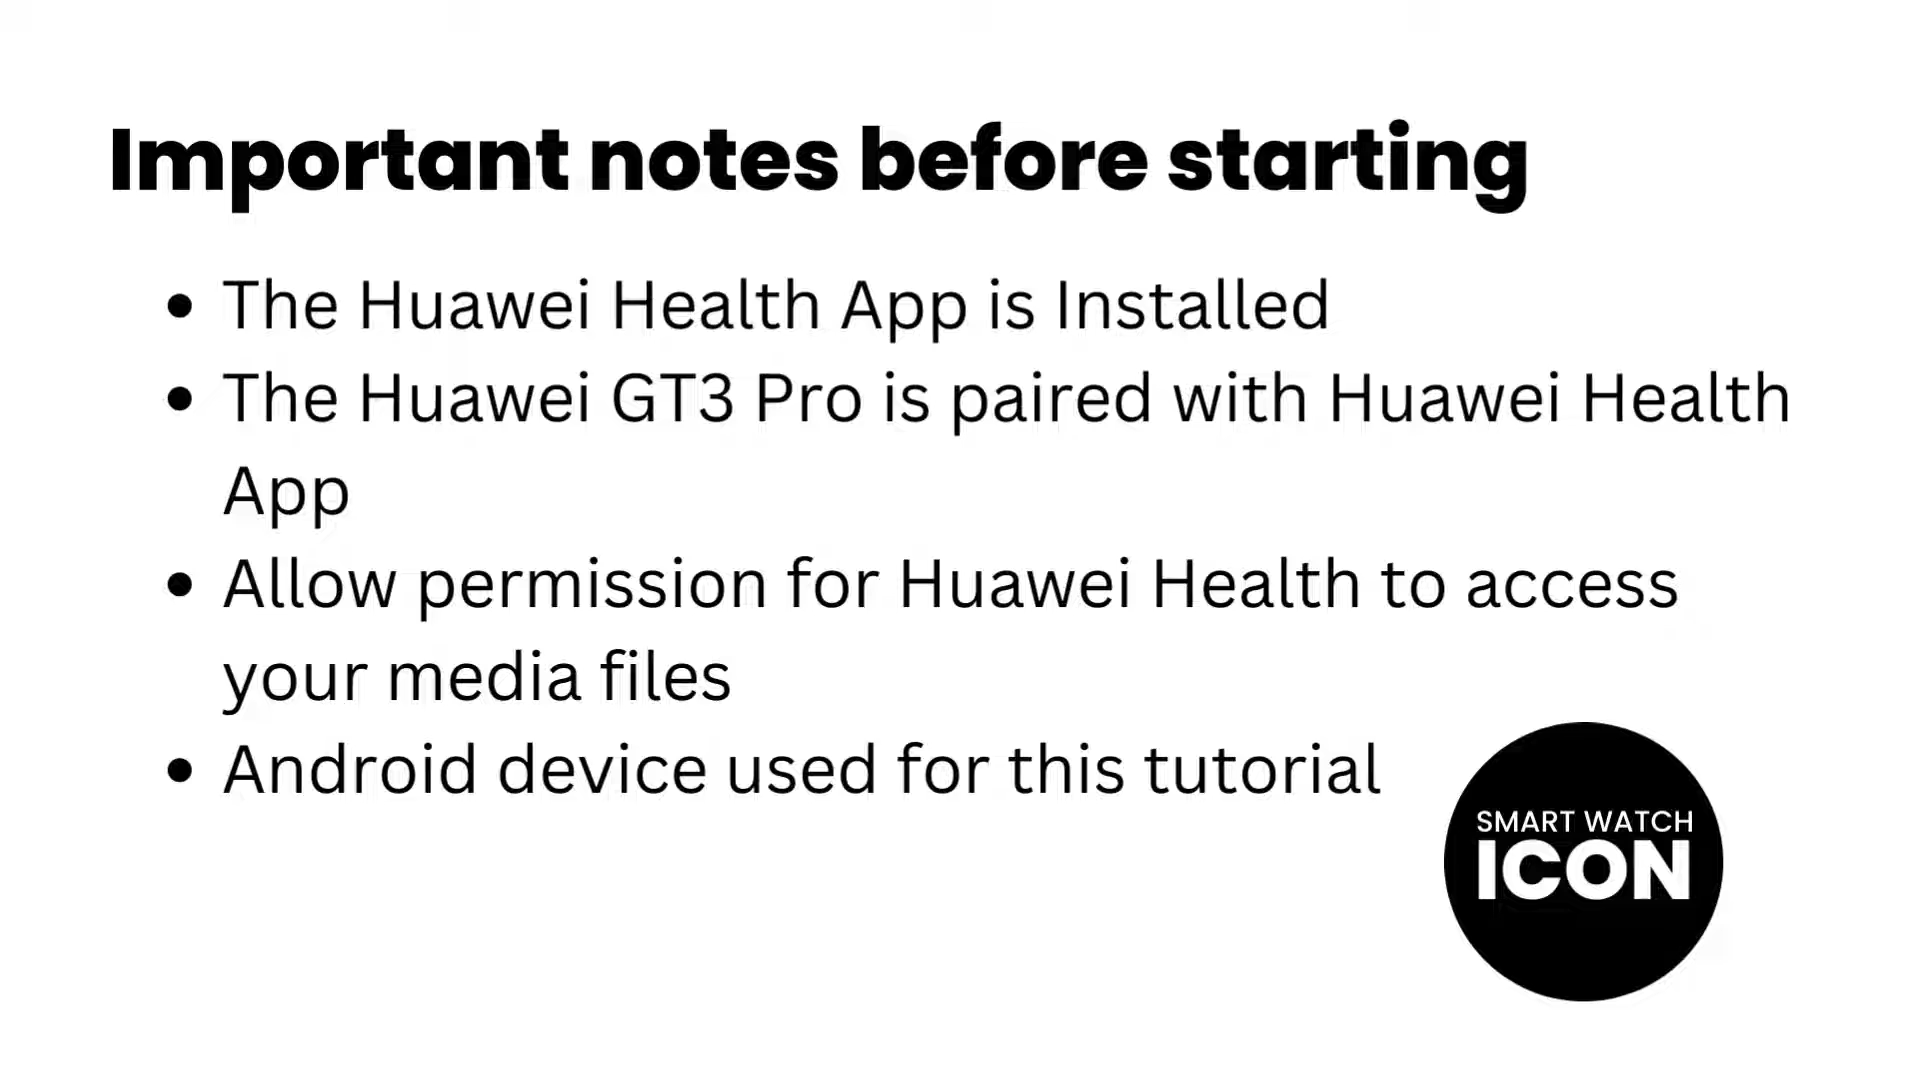 Important notes before starting
• The Huawei Health App is Installed
• The Huawei GT3 Pro is paired with Huawei Health
App
• Allow permission for Huawei Health to access
your media files
• Android device used for this tutorial
SMART WATCH
ICON